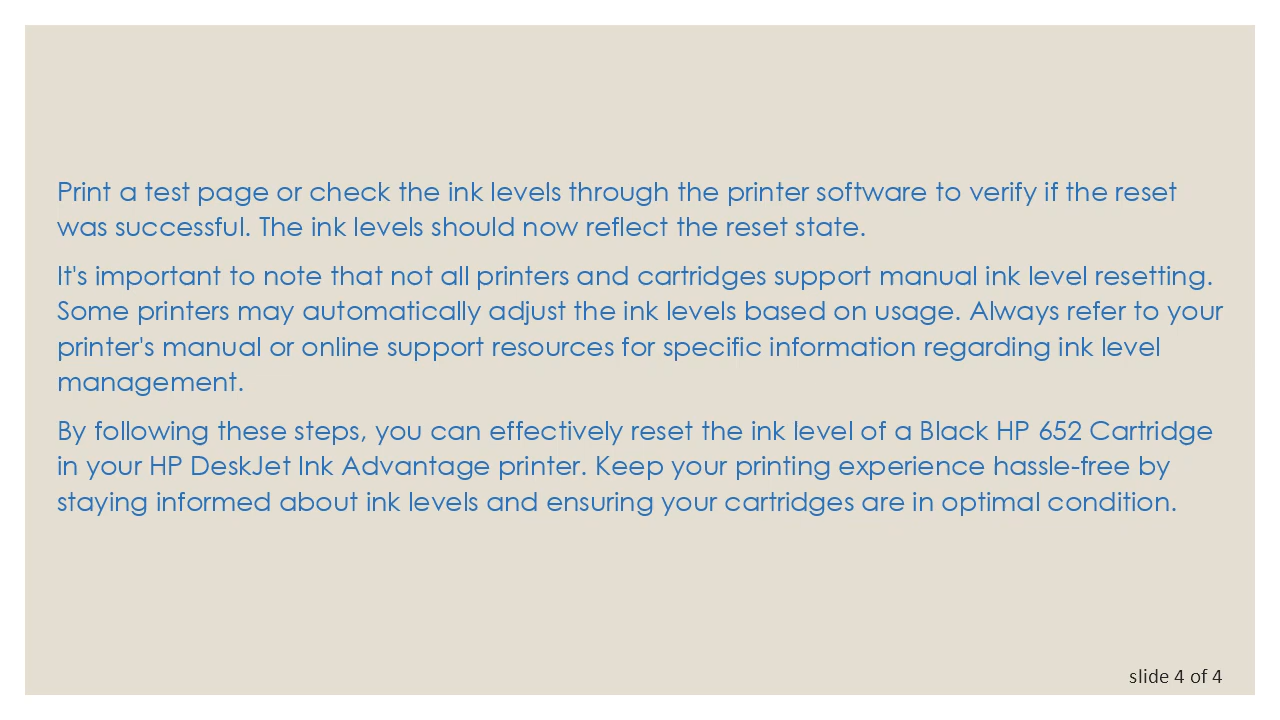 Print a test page or check the ink levels through the printer software to verify if the reset
was successful. The ink levels should now reflect the reset state.
It's important to note that not all printers and cartridges support manual ink level resetting.
Some printers may automatically adjust the ink levels based on usage. Always refer to your
printer's manual or online support resources for specific information regarding ink level
management.
By following these steps, you can effectively reset the ink level of a Black HP 652 Cartridge
in your HP DeskJet Ink Advantage printer. Keep your printing experience hassle-free by
staying informed about ink levels and ensuring your cartridges are in optimal condition.
slide 4 of 4